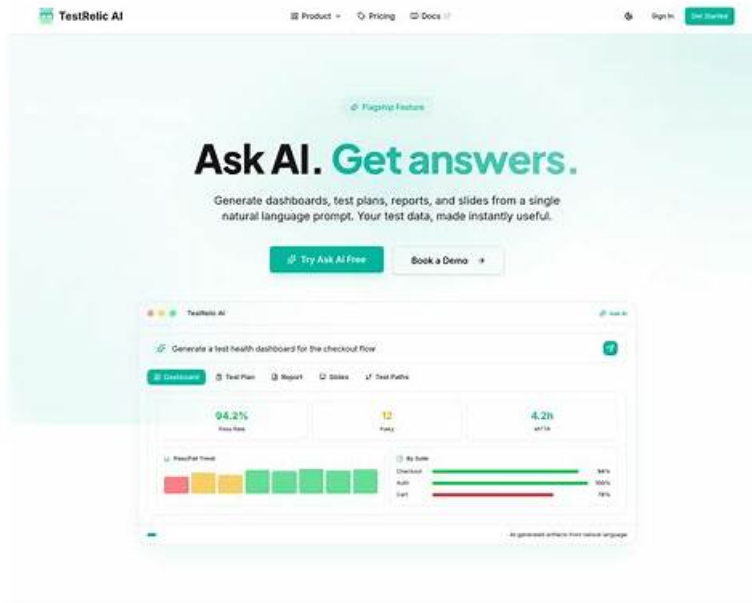 TestRelic AI
Product
Pricing
Docs
Sign In
Get Started
Flagship Feature
Ask AI. Get answers.
Generate dashboards, test plans, reports, and slides from a single
natural language prompt. Your test data, made instantly useful.
Try Ask AI Free
Book a Demo →
TestRelic AI
Ask AI
Generate a test health dashboard for the checkout flow
Dashboard
Test Plan
Report
Slides
Test Paths
94.2%
Pass Rate
12
Flaky
4.2h
MTTR
Pass/Fail Trend
By Suite
Checkout 94%
Auth 100%
Cart 78%
AI-generated artifacts from natural language